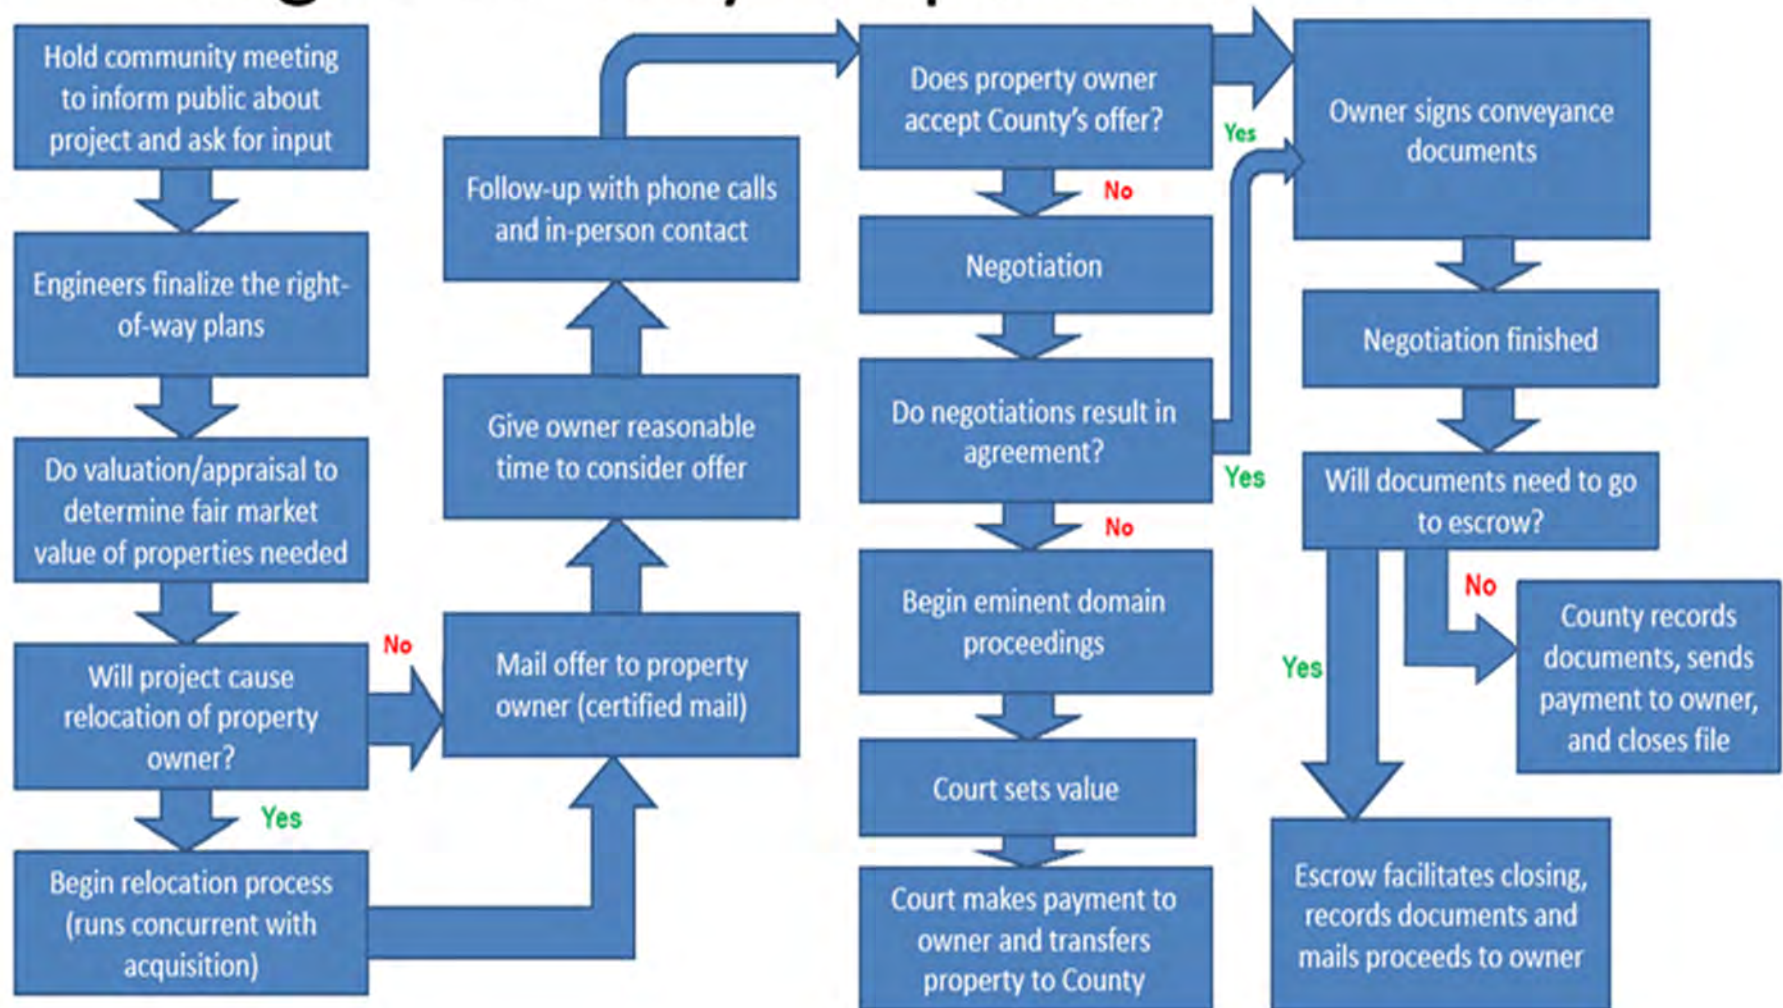 Hold community meeting
to inform public about
project and ask for input
Engineers finalize the right-
of-way plans
Do valuation/appraisal to
determine fair market
value of properties needed
Will project cause
relocation of property
owner?
No
Yes
Begin relocation process
(runs concurrent with
acquisition)
Mail offer to property
owner (certified mail)
Give owner reasonable
time to consider offer
Follow-up with phone calls
and in-person contact
Does property owner
accept County's offer?
Yes
No
Negotiation
Do negotiations result in
agreement?
Yes
No
Begin eminent domain
proceedings
Court sets value
Court makes payment to
owner and transfers
property to County
Owner signs conveyance
documents
Negotiation finished
Will documents need to go
to escrow?
No
County records
documents, sends
payment to owner,
and closes file
Yes
Escrow facilitates closing,
records documents and
mails proceeds to owner